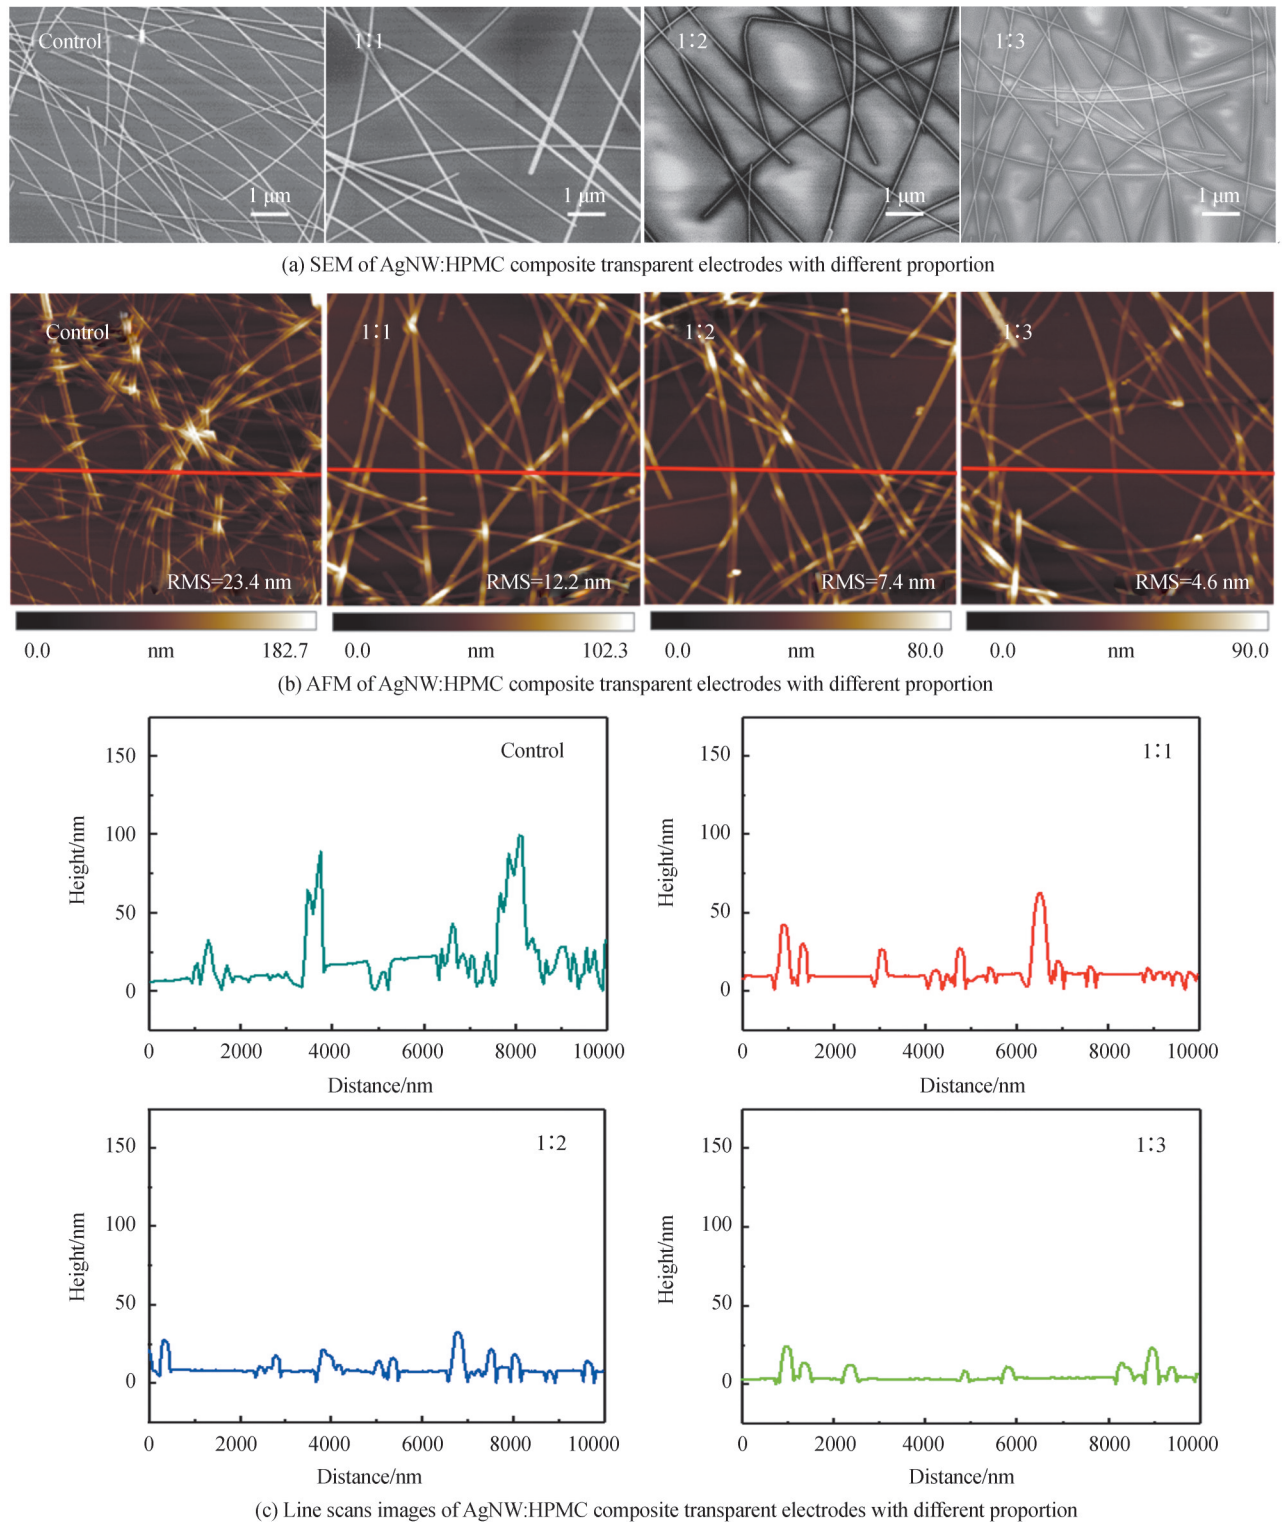 Control 1∶1 1∶2 1∶3
1 μm 1 μm 1 μm 1 μm
(a) SEM of AgNW:HPMC composite transparent electrodes with different proportion
Control 1∶1 1∶2 1∶3
RMS=23.4 nm RMS=12.2 nm RMS=7.4 nm RMS=4.6 nm
0.0 nm 182.7 0.0 nm 102.3 0.0 nm 80.0 0.0 nm 90.0
(b) AFM of AgNW:HPMC composite transparent electrodes with different proportion
Control
150
100
50
0
Height/nm
0 2000 4000 6000 8000 10000
Distance/nm
1∶1
150
100
50
0
Height/nm
0 2000 4000 6000 8000 10000
Distance/nm
1∶2
150
100
50
0
Height/nm
0 2000 4000 6000 8000 10000
Distance/nm
1∶3
150
100
50
0
Height/nm
0 2000 4000 6000 8000 10000
Distance/nm
(c) Line scans images of AgNW:HPMC composite transparent electrodes with different proportion